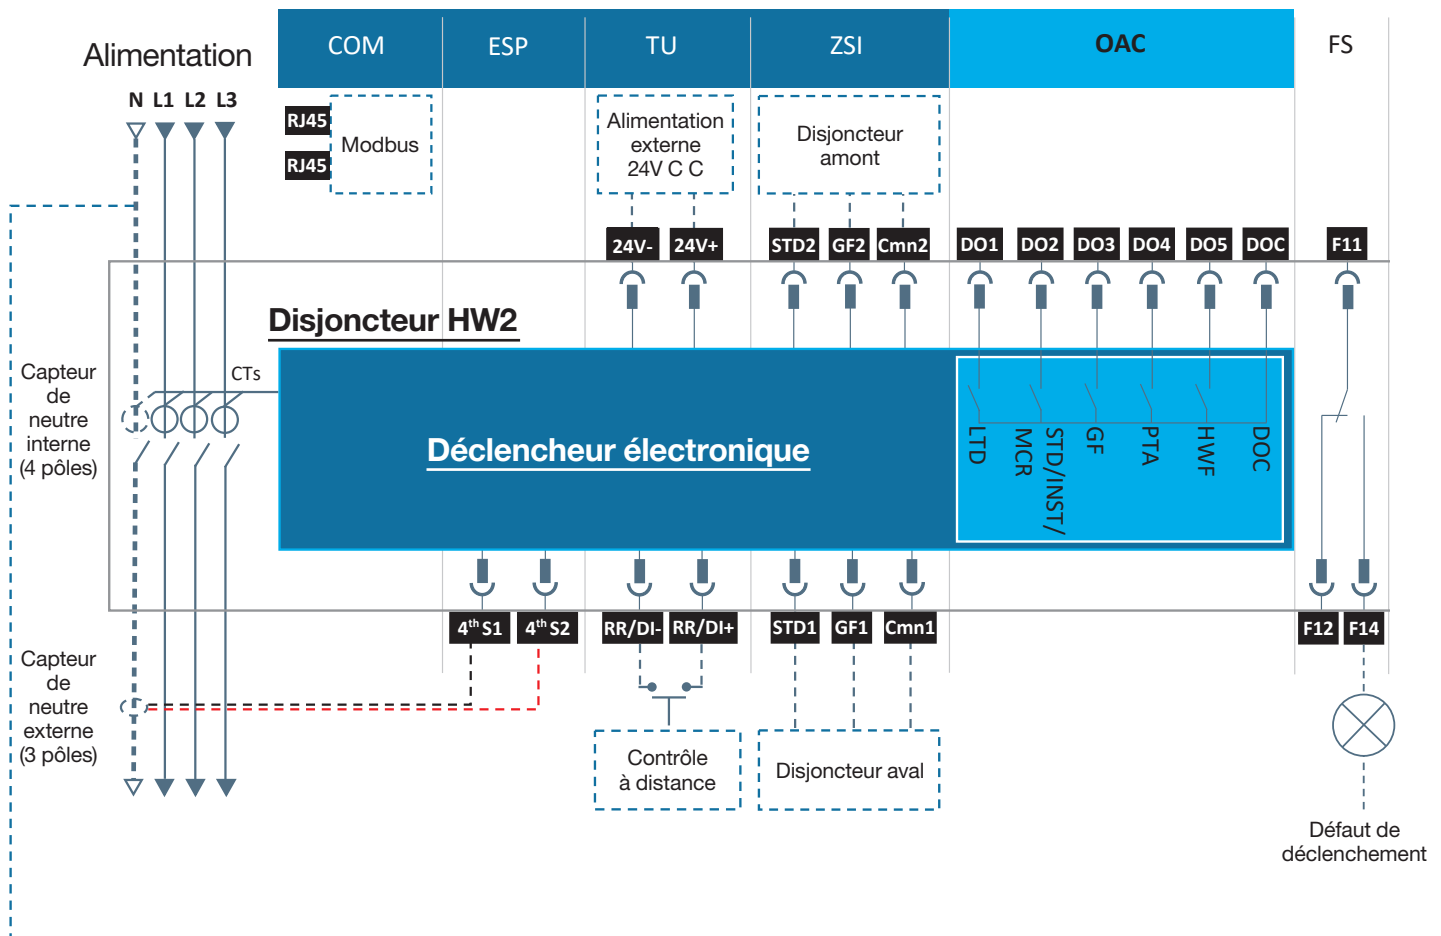 Alimentation
COM
ESP
TU
ZSI
OAC
FS
N L1 L2 L3
RJ45
RJ45
Modbus
Alimentation
externe
24V C C
Disjoncteur
amont
24V-
24V+
STD2
GF2
Cmn2
DO1
DO2
DO3
DO4
DO5
DOC
F11
Disjoncteur HW2
Capteur
de
neutre
interne
(4 pôles)
CTs
Déclencheur électronique
LTD
STD/INST/
MCR
GF
PTA
HWF
DOC
4th S1
4th S2
RR/DI-
RR/DI+
STD1
GF1
Cmn1
F12
F14
Capteur
de
neutre
externe
(3 pôles)
Contrôle
à distance
Disjoncteur aval
Défaut de
déclenchement